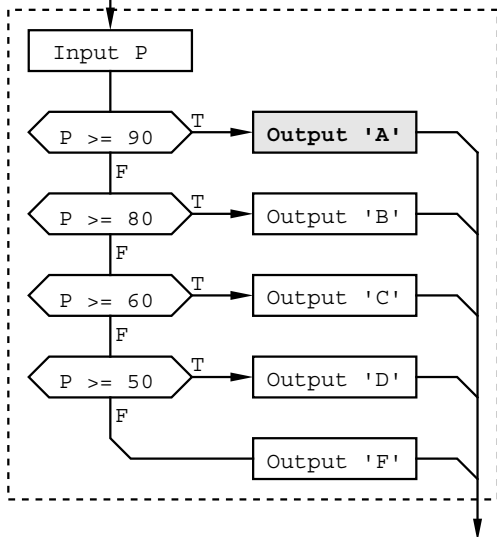 Input P
P >= 90
T
Output 'A'
F
P >= 80
T
Output 'B'
F
P >= 60
T
Output 'C'
F
P >= 50
T
Output 'D'
F
Output 'F'